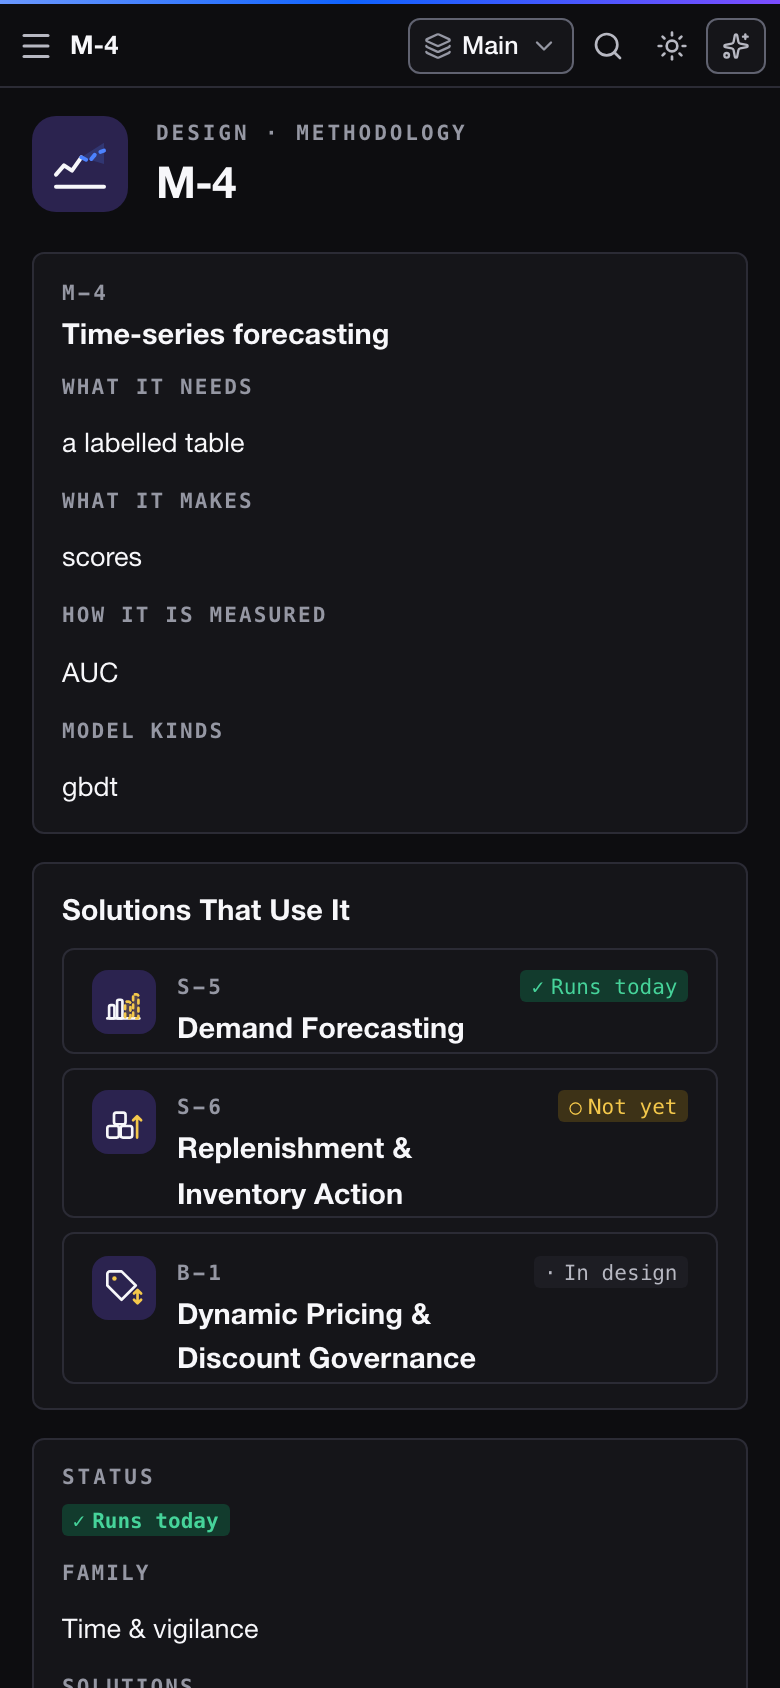 M-4
Main
DESIGN · METHODOLOGY
M-4
M-4
Time-series forecasting
WHAT IT NEEDS
a labelled table
WHAT IT MAKES
scores
HOW IT IS MEASURED
AUC
MODEL KINDS
gbdt
Solutions That Use It
S-5
✓ Runs today
Demand Forecasting
S-6
○ Not yet
Replenishment &
Inventory Action
B-1
· In design
Dynamic Pricing &
Discount Governance
STATUS
✓ Runs today
FAMILY
Time & vigilance
SOLUTIONS